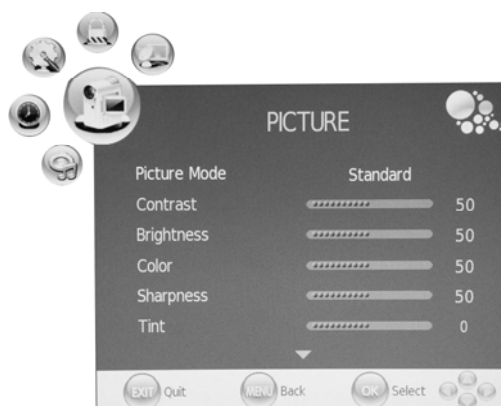 PICTURE
Picture Mode Standard
Contrast 50
Brightness 50
Color 50
Sharpness 50
Tint 0
EXIT Quit MENU Back OK Select